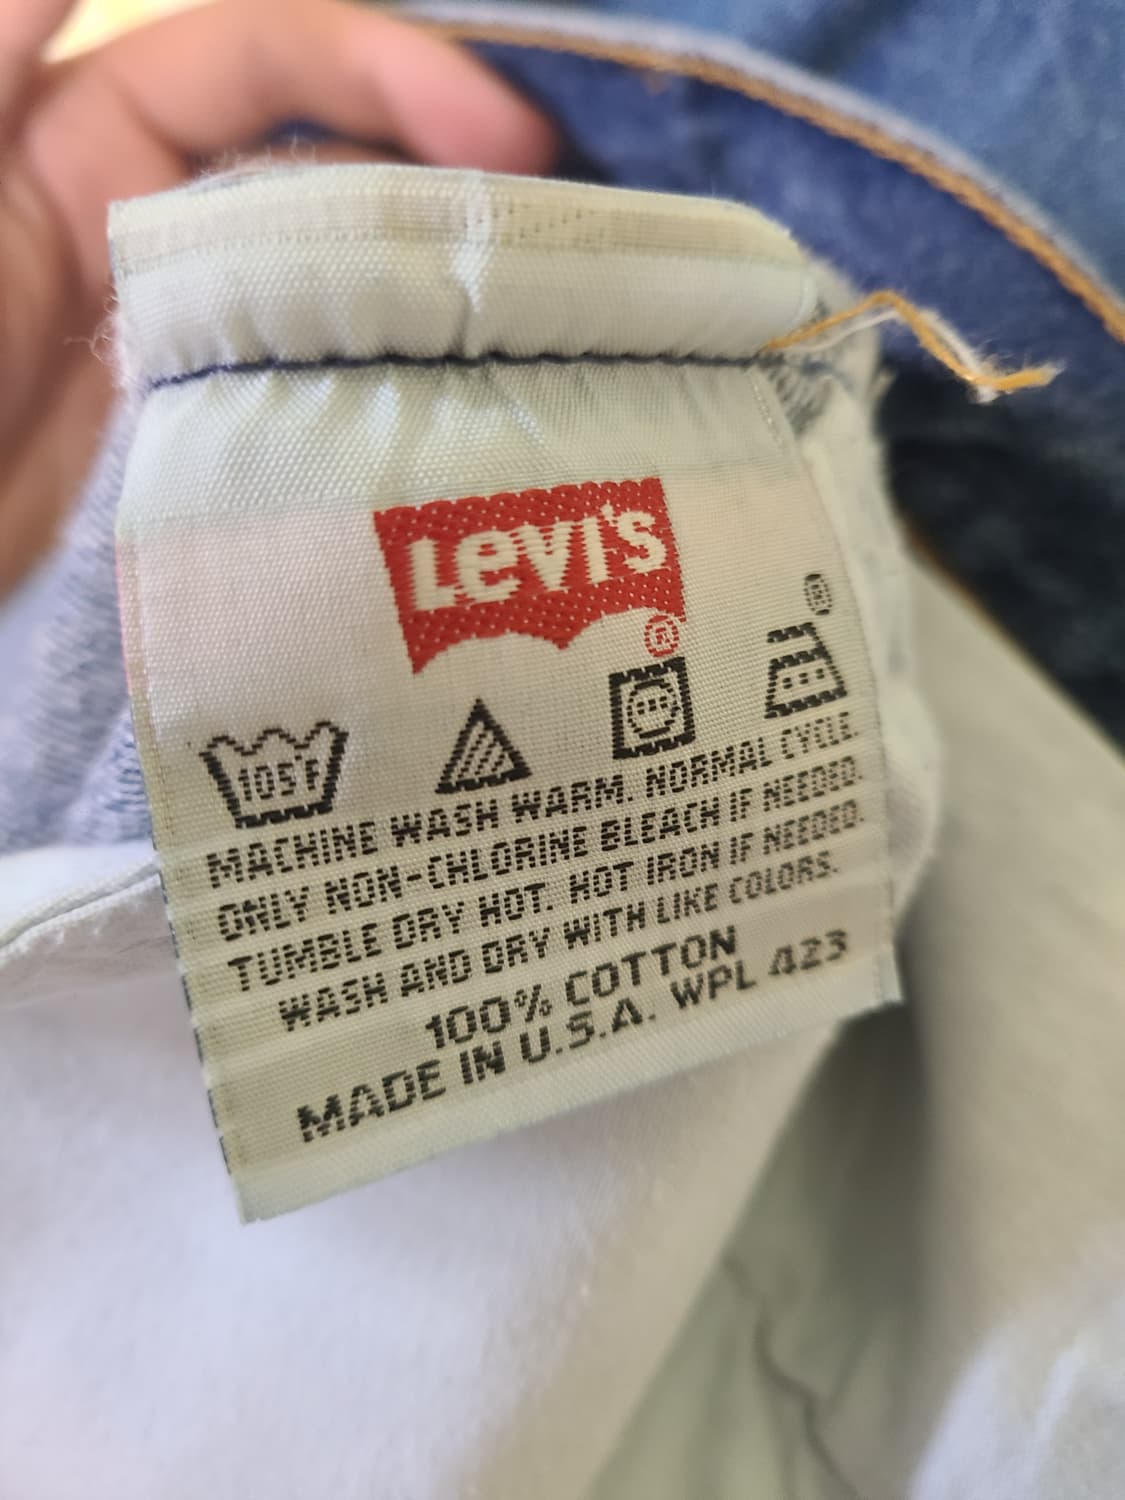 LEVI'S
®
®
105°F
MACHINE WASH WARM. NORMAL CYCLE.
ONLY NON-CHLORINE BLEACH IF NEEDED.
TUMBLE DRY HOT. HOT IRON IF NEEDED.
WASH AND DRY WITH LIKE COLORS.
100% COTTON
MADE IN U.S.A. WPL 423